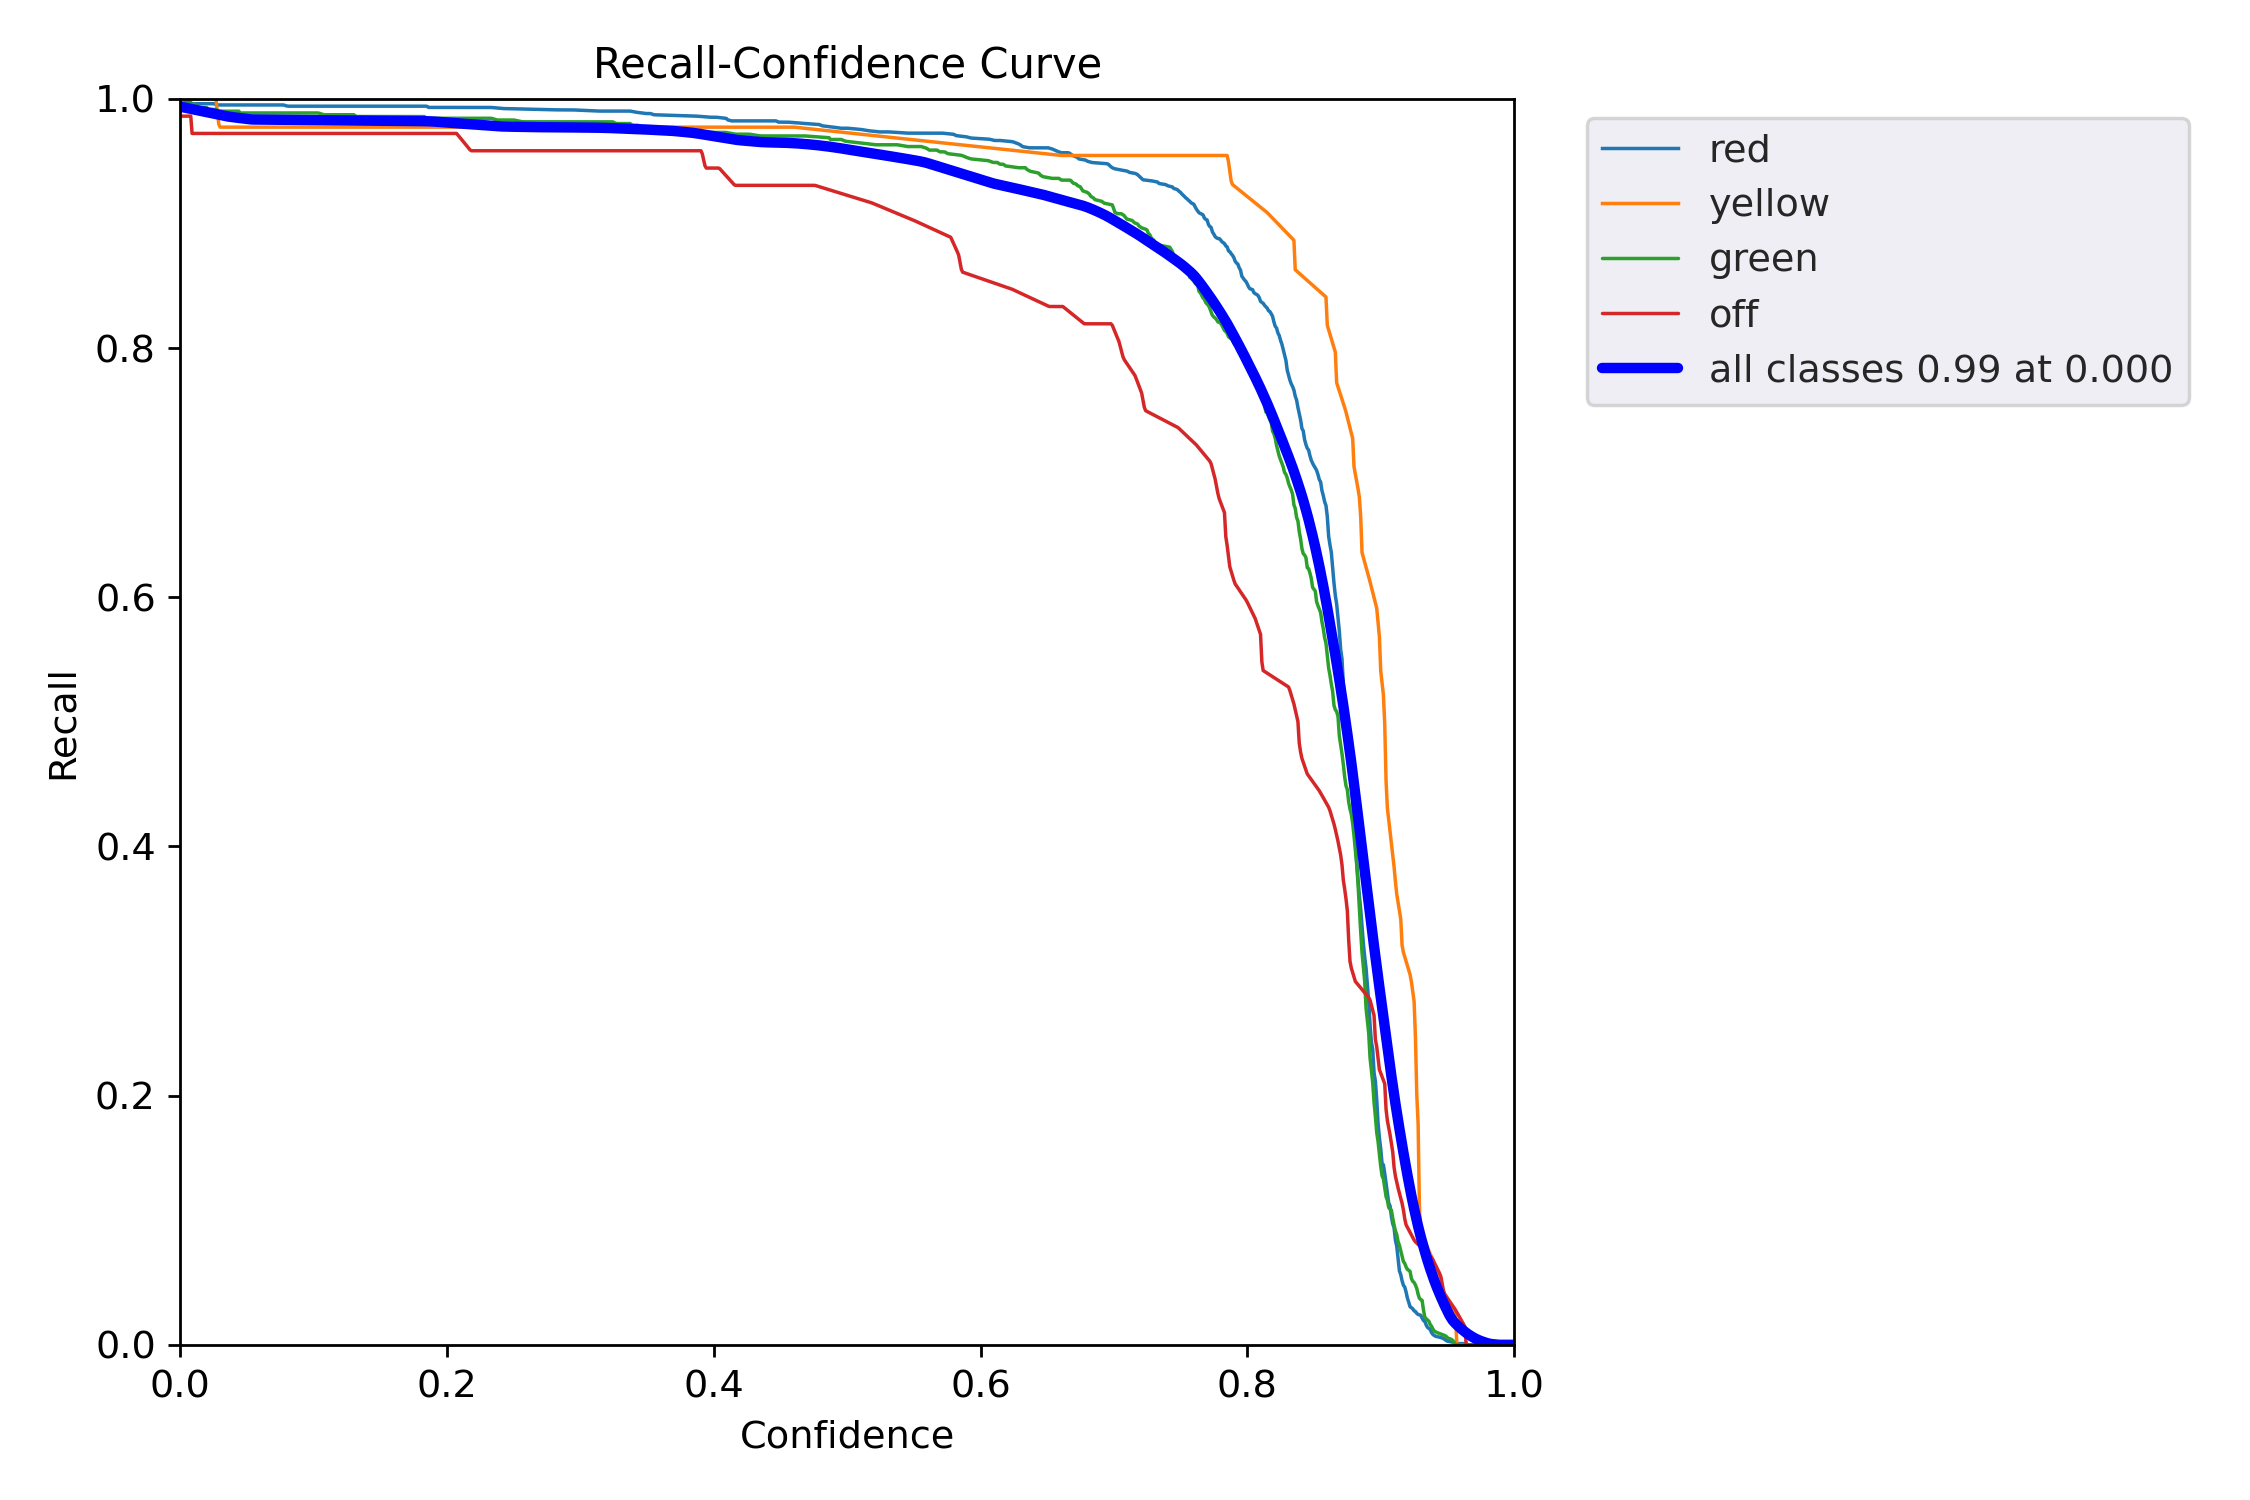 Recall-Confidence Curve
1.0
0.8
0.6
0.4
0.2
0.0
Recall
0.0 0.2 0.4 0.6 0.8 1.0
Confidence
red
yellow
green
off
all classes 0.99 at 0.000